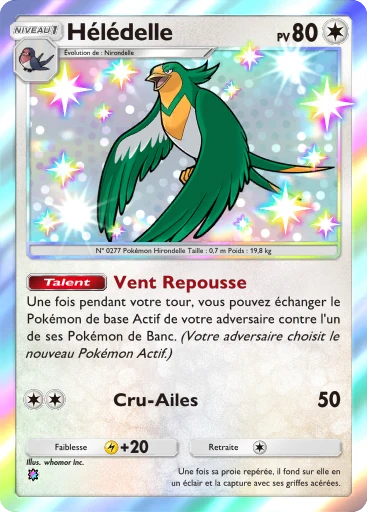 NIVEAU 1
Hélédelle
PV 80
Évolution de : Nirondelle
N° 0277 Pokémon Hirondelle Taille : 0,7 m Poids : 19,8 kg
Talent Vent Repousse
Une fois pendant votre tour, vous pouvez échanger le
Pokémon de base Actif de votre adversaire contre l'un
de ses Pokémon de Banc. (Votre adversaire choisit le
nouveau Pokémon Actif.)
Cru-Ailes 50
Faiblesse +20
Retraite
Illus. whomor Inc.
Une fois sa proie repérée, il fond sur elle en
un éclair et la capture avec ses griffes acérées.